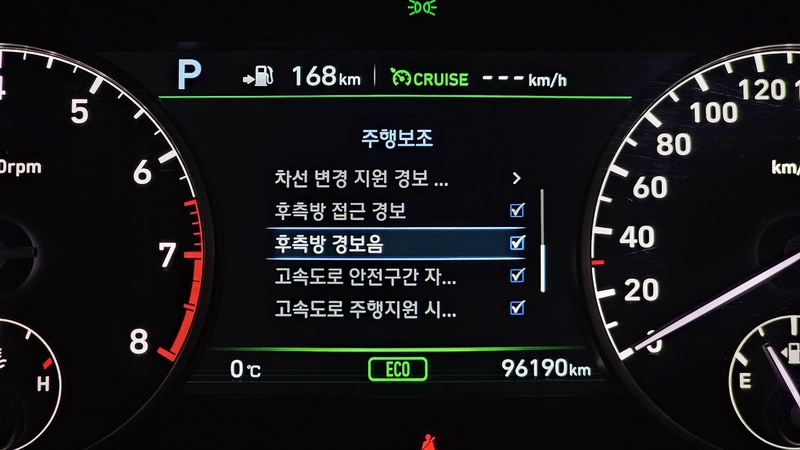 P 168km CRUISE ---km/h
주행보조
차선 변경 지원 경보 ... >
후측방 접근 경보
후측방 경보음
고속도로 안전구간 자...
고속도로 주행지원 시...
0℃ ECO 96190km
5
6
7
8
H
0rpm
120
100
80
60
40
20
0
km/
E